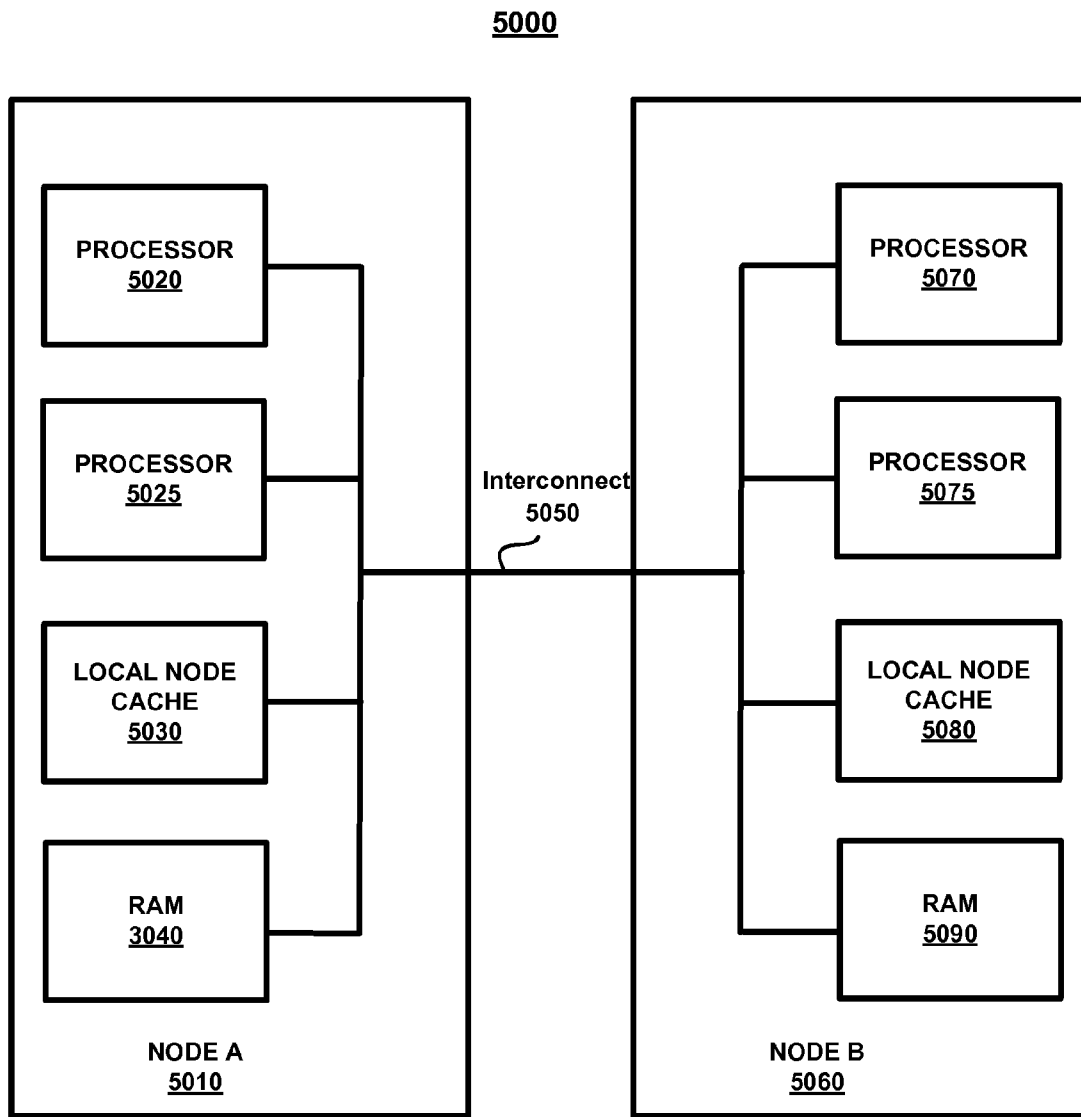 5000
PROCESSOR
5020
PROCESSOR
5025
LOCAL NODE
CACHE
5030
RAM
3040
NODE A
5010
Interconnect
5050
PROCESSOR
5070
PROCESSOR
5075
LOCAL NODE
CACHE
5080
RAM
5090
NODE B
5060